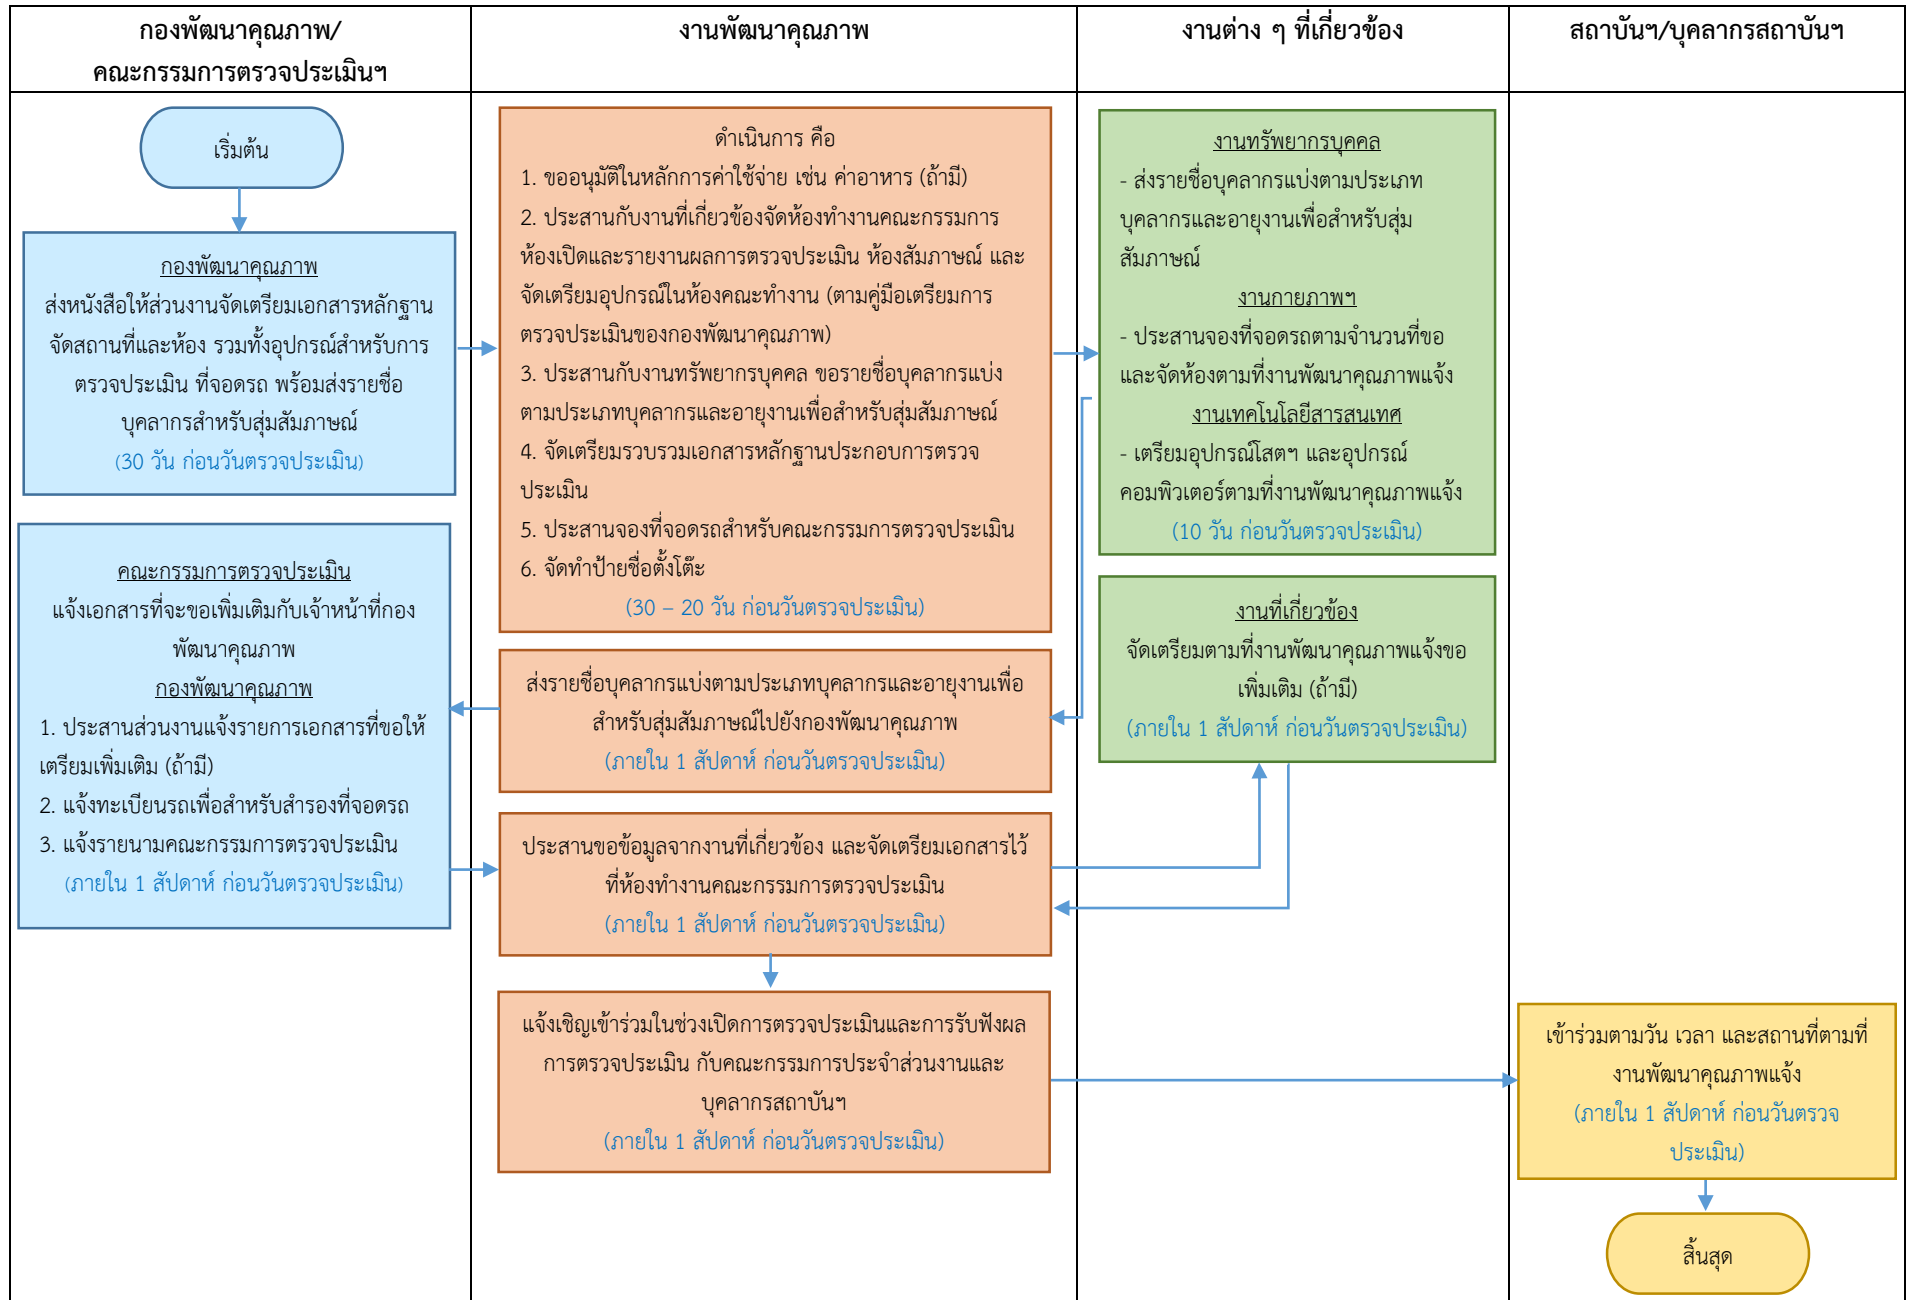 กองพัฒนาคุณภาพ/
คณะกรรมการตรวจประเมินฯ
งานพัฒนาคุณภาพ
งานต่าง ๆ ที่เกี่ยวข้อง
สถาบันฯ/บุคลากรสถาบันฯ
เริ่มต้น
กองพัฒนาคุณภาพ
ส่งหนังสือให้ส่วนงานจัดเตรียมเอกสารหลักฐาน
จัดสถานที่และห้อง รวมทั้งอุปกรณ์สำหรับการ
ตรวจประเมิน ที่จอดรถ พร้อมส่งรายชื่อ
บุคลากรสำหรับสุ่มสัมภาษณ์
(30 วัน ก่อนวันตรวจประเมิน)
ดำเนินการ คือ
1. ขออนุมัติในหลักการค่าใช้จ่าย เช่น ค่าอาหาร (ถ้ามี)
2. ประสานกับงานที่เกี่ยวข้องจัดห้องทำงานคณะกรรมการ
ห้องเปิดและรายงานผลการตรวจประเมิน ห้องสัมภาษณ์ และ
จัดเตรียมอุปกรณ์ในห้องคณะทำงาน (ตามคู่มือเตรียมการ
ตรวจประเมินของกองพัฒนาคุณภาพ)
3. ประสานกับงานทรัพยากรบุคคล ขอรายชื่อบุคลากรแบ่ง
ตามประเภทบุคลากรและอายุงานเพื่อสำหรับสุ่มสัมภาษณ์
4. จัดเตรียมรวบรวมเอกสารหลักฐานประกอบการตรวจ
ประเมิน
5. ประสานจองที่จอดรถสำหรับคณะกรรมการตรวจประเมิน
6. จัดทำป้ายชื่อตั้งโต๊ะ
(30 – 20 วัน ก่อนวันตรวจประเมิน)
งานทรัพยากรบุคคล
- ส่งรายชื่อบุคลากรแบ่งตามประเภท
บุคลากรและอายุงานเพื่อสำหรับสุ่ม
สัมภาษณ์
งานกายภาพฯ
- ประสานจองที่จอดรถตามจำนวนที่ขอ
และจัดห้องตามที่งานพัฒนาคุณภาพแจ้ง
งานเทคโนโลยีสารสนเทศ
- เตรียมอุปกรณ์โสตฯ และอุปกรณ์
คอมพิวเตอร์ตามที่งานพัฒนาคุณภาพแจ้ง
(10 วัน ก่อนวันตรวจประเมิน)
คณะกรรมการตรวจประเมิน
แจ้งเอกสารที่จะขอเพิ่มเติมกับเจ้าหน้าที่กอง
พัฒนาคุณภาพ
กองพัฒนาคุณภาพ
1. ประสานส่วนงานแจ้งรายการเอกสารที่ขอให้
เตรียมเพิ่มเติม (ถ้ามี)
2. แจ้งทะเบียนรถเพื่อสำหรับสำรองที่จอดรถ
3. แจ้งรายนามคณะกรรมการตรวจประเมิน
(ภายใน 1 สัปดาห์ ก่อนวันตรวจประเมิน)
ส่งรายชื่อบุคลากรแบ่งตามประเภทบุคลากรและอายุงานเพื่อ
สำหรับสุ่มสัมภาษณ์ไปยังกองพัฒนาคุณภาพ
(ภายใน 1 สัปดาห์ ก่อนวันตรวจประเมิน)
งานที่เกี่ยวข้อง
จัดเตรียมตามที่งานพัฒนาคุณภาพแจ้งขอ
เพิ่มเติม (ถ้ามี)
(ภายใน 1 สัปดาห์ ก่อนวันตรวจประเมิน)
ประสานขอข้อมูลจากงานที่เกี่ยวข้อง และจัดเตรียมเอกสารไว้
ที่ห้องทำงานคณะกรรมการตรวจประเมิน
(ภายใน 1 สัปดาห์ ก่อนวันตรวจประเมิน)
แจ้งเชิญเข้าร่วมในช่วงเปิดการตรวจประเมินและการรับฟังผล
การตรวจประเมิน กับคณะกรรมการประจำส่วนงานและ
บุคลากรสถาบันฯ
(ภายใน 1 สัปดาห์ ก่อนวันตรวจประเมิน)
เข้าร่วมตามวัน เวลา และสถานที่ตามที่
งานพัฒนาคุณภาพแจ้ง
(ภายใน 1 สัปดาห์ ก่อนวันตรวจ
ประเมิน)
สิ้นสุด